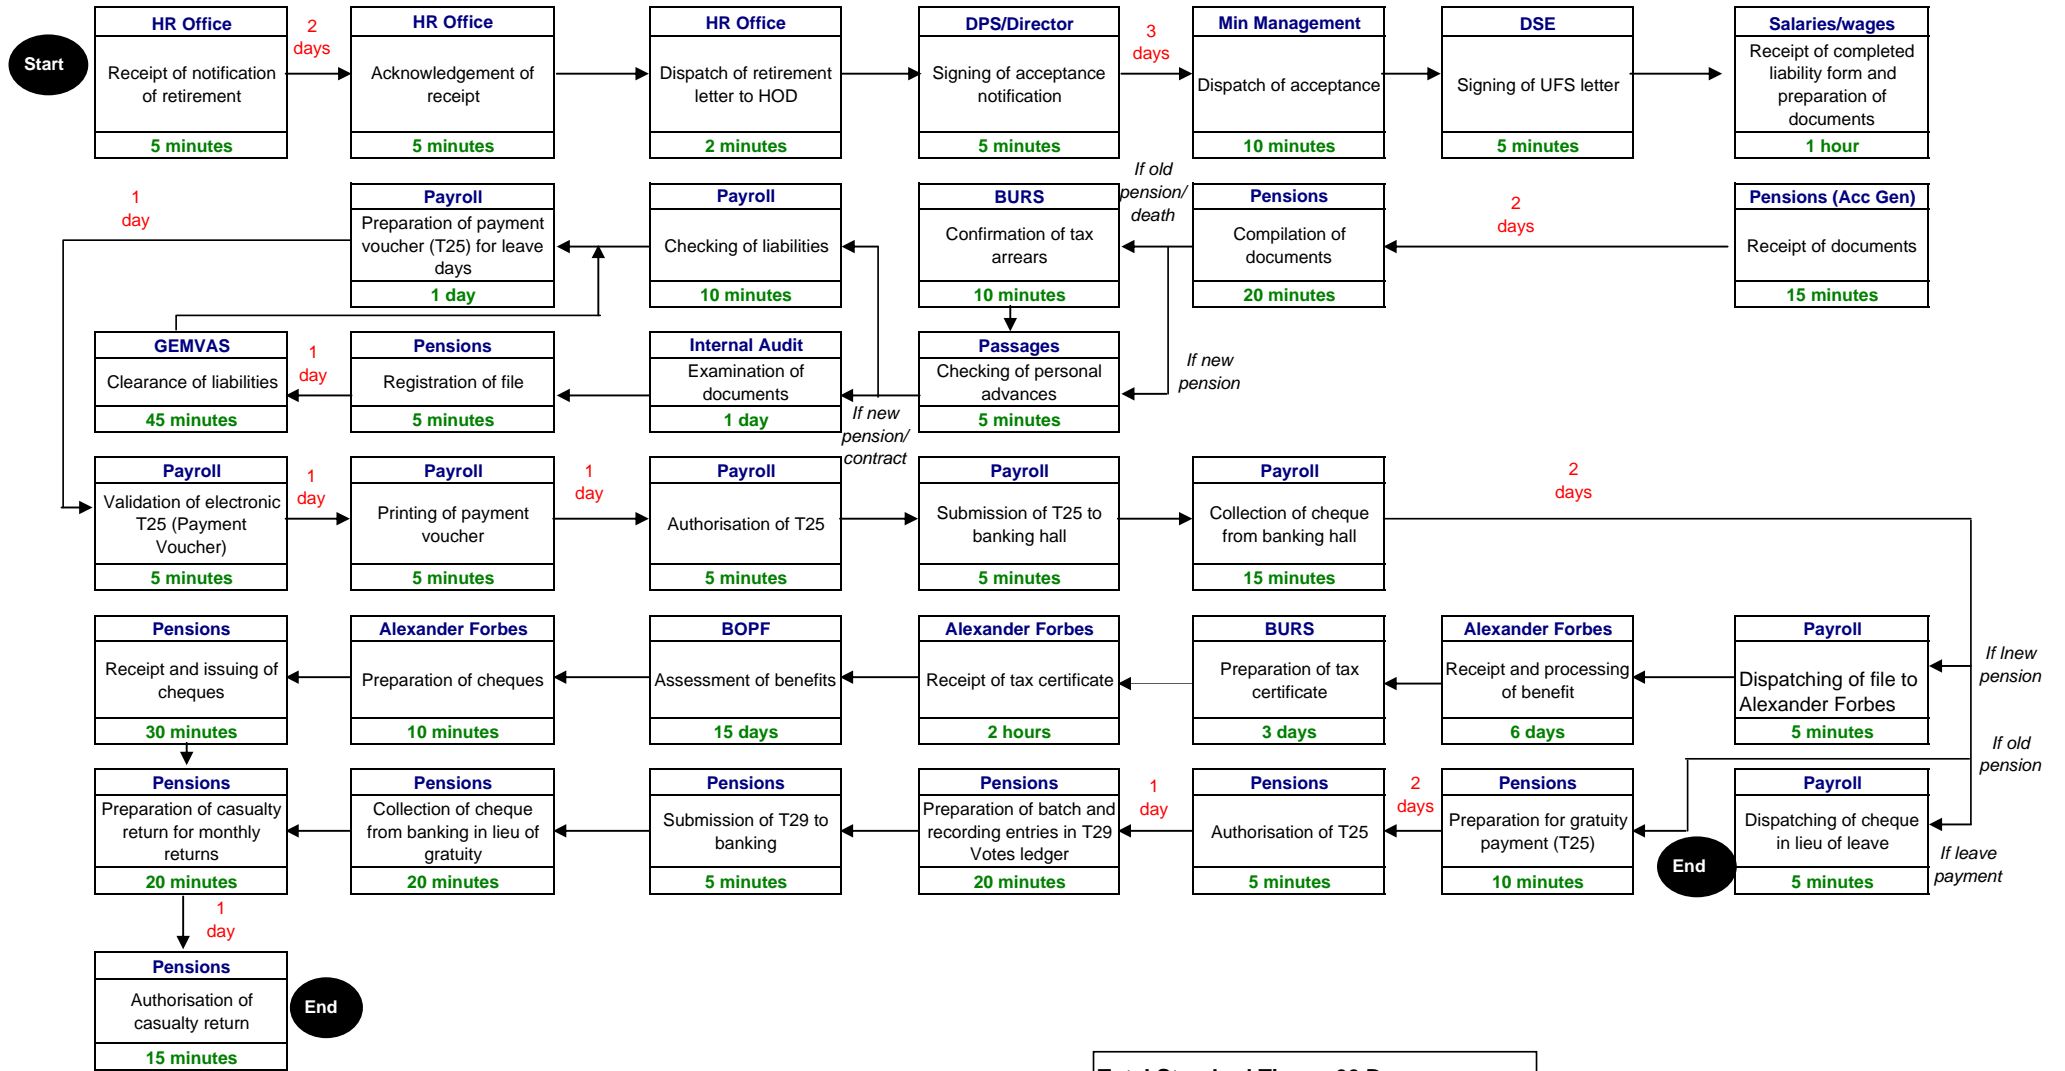 Start
HR Office
Receipt of notification
of retirement
5 minutes
2
days
HR Office
Acknowledgement of
receipt
5 minutes
HR Office
Dispatch of retirement
letter to HOD
2 minutes
DPS/Director
Signing of acceptance
notification
5 minutes
3
days
Min Management
Dispatch of acceptance
10 minutes
DSE
Signing of UFS letter
5 minutes
Salaries/wages
Receipt of completed
liability form and
preparation of
documents
1 hour
1
day
Payroll
Preparation of payment
voucher (T25) for leave
days
1 day
Payroll
Checking of liabilities
10 minutes
BURS
Confirmation of tax
arrears
10 minutes
If old
pension/
death
Pensions
Compilation of
documents
20 minutes
2
days
Pensions (Acc Gen)
Receipt of documents
15 minutes
GEMVAS
Clearance of liabilities
45 minutes
1
day
Pensions
Registration of file
5 minutes
Internal Audit
Examination of
documents
1 day
If new
pension/
contract
Passages
Checking of personal
advances
5 minutes
If new
pension
Payroll
Validation of electronic
T25 (Payment
Voucher)
5 minutes
1
day
Payroll
Printing of payment
voucher
5 minutes
1
day
Payroll
Authorisation of T25
5 minutes
Payroll
Submission of T25 to
banking hall
5 minutes
Payroll
Collection of cheque
from banking hall
15 minutes
2
days
Pensions
Receipt and issuing of
cheques
30 minutes
Alexander Forbes
Preparation of cheques
10 minutes
BOPF
Assessment of benefits
15 days
Alexander Forbes
Receipt of tax certificate
2 hours
BURS
Preparation of tax
certificate
3 days
Alexander Forbes
Receipt and processing
of benefit
6 days
Payroll
Dispatching of file to
Alexander Forbes
5 minutes
If Inew
pension
If old
pension
Pensions
Preparation of casualty
return for monthly
returns
20 minutes
Pensions
Collection of cheque
from banking in lieu of
gratuity
20 minutes
Pensions
Submission of T29 to
banking
5 minutes
Pensions
Preparation of batch and
recording entries in T29
Votes ledger
20 minutes
1
day
Pensions
Authorisation of T25
5 minutes
2
days
Pensions
Preparation for gratuity
payment (T25)
10 minutes
End
Payroll
Dispatching of cheque
in lieu of leave
5 minutes
If leave
payment
1
day
Pensions
Authorisation of
casualty return
15 minutes
End